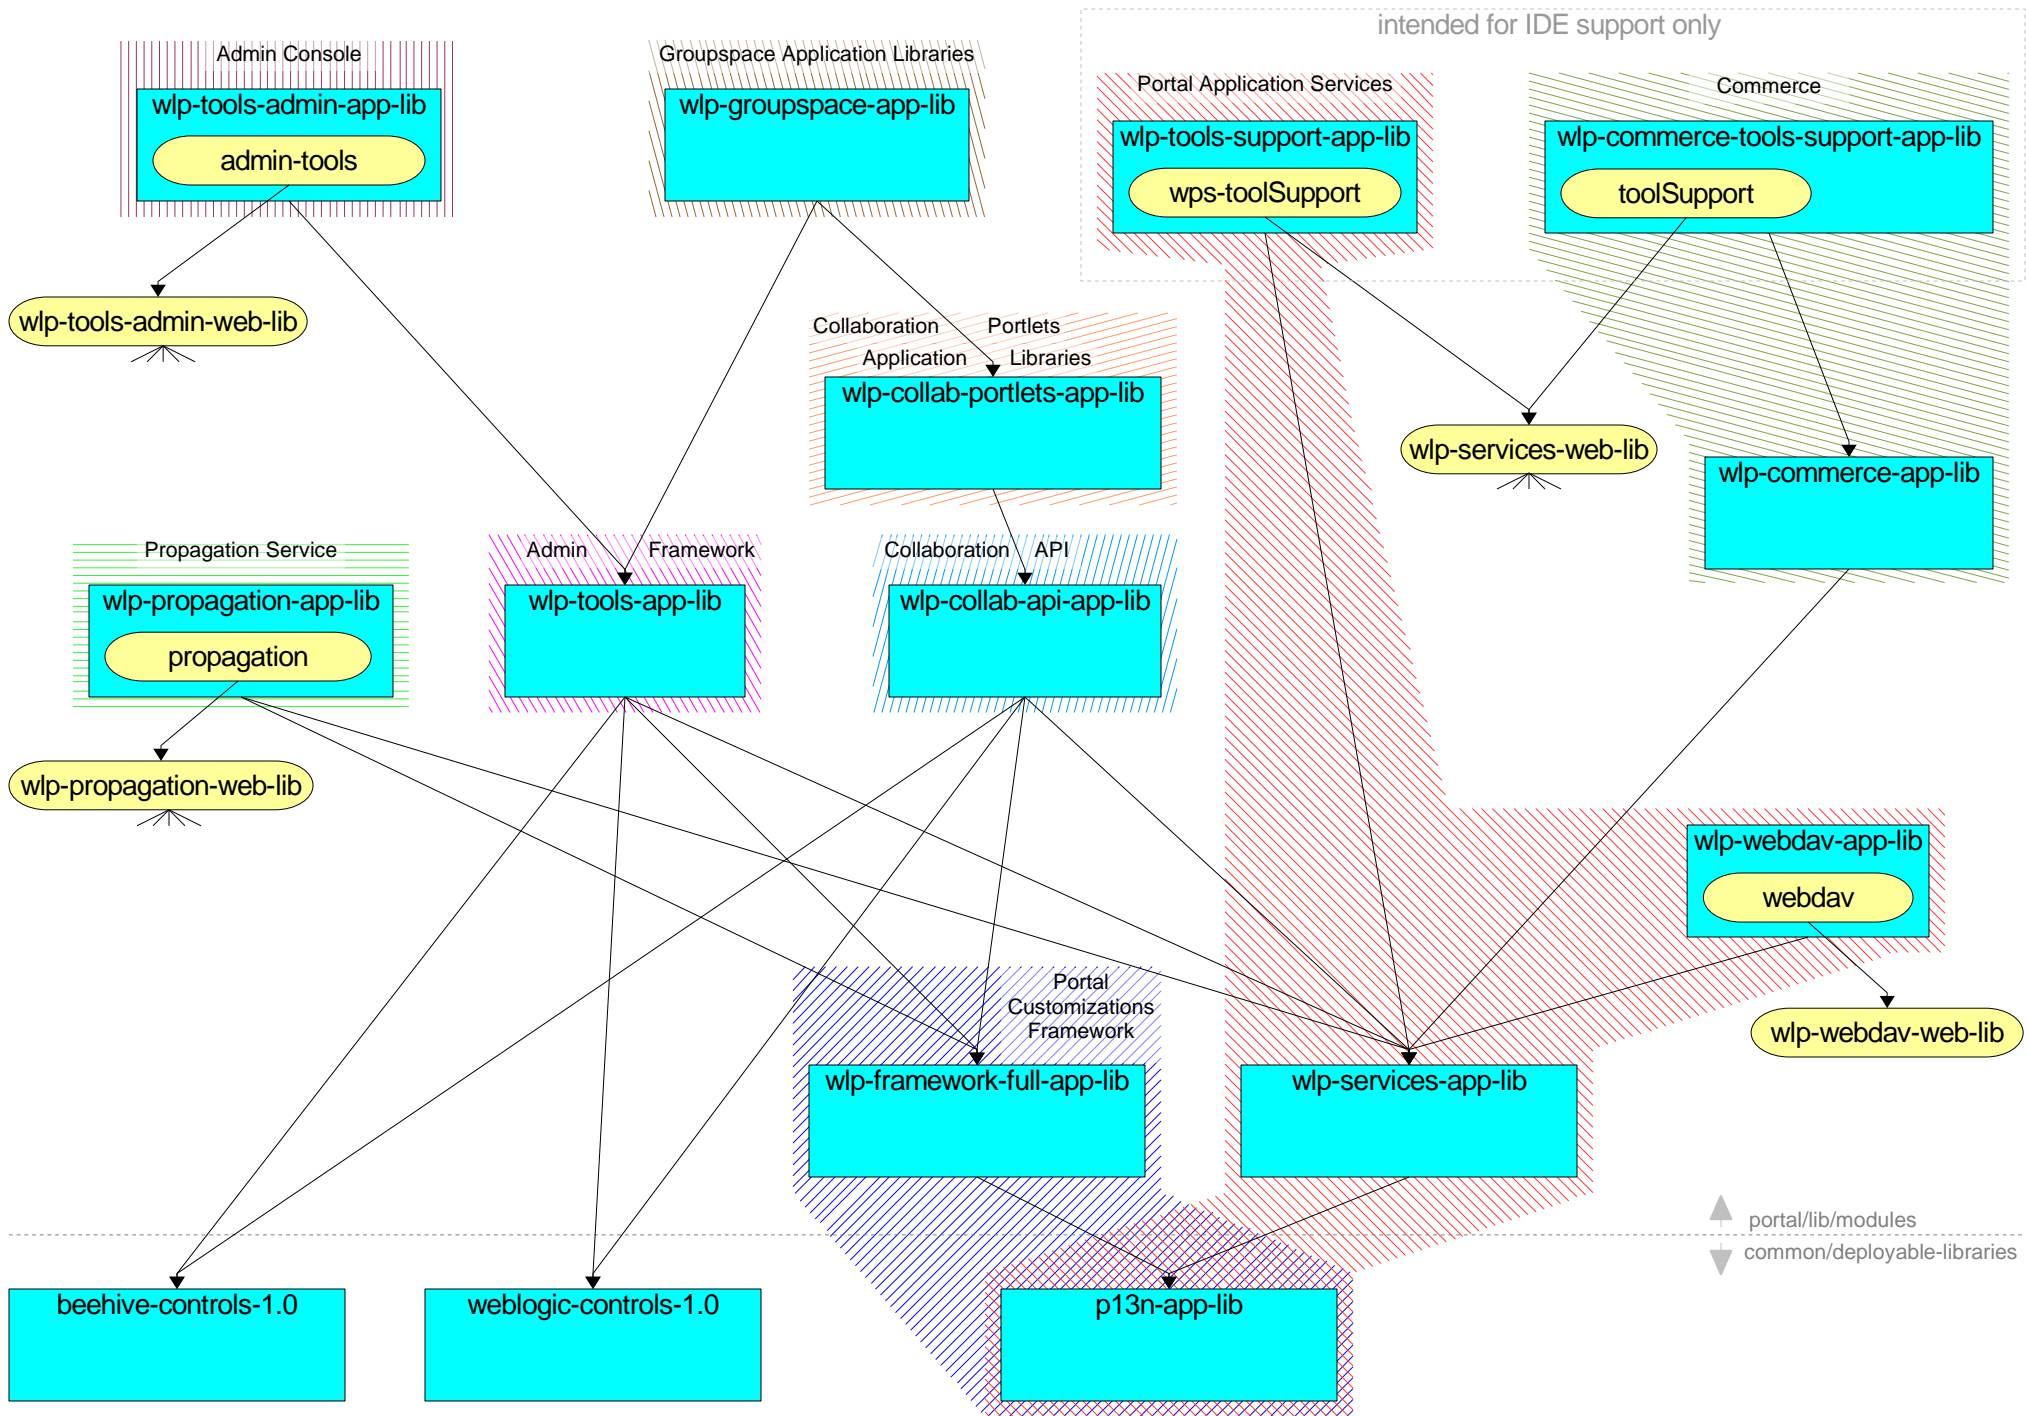 intended for IDE support only
Admin Console
Groupspace Application Libraries
Portal Application Services
Commerce
wlp-tools-admin-app-lib
admin-tools
wlp-groupspace-app-lib
wlp-tools-support-app-lib
wps-toolSupport
wlp-commerce-tools-support-app-lib
toolSupport
wlp-tools-admin-web-lib
Collaboration Portlets
Application Libraries
wlp-collab-portlets-app-lib
wlp-services-web-lib
wlp-commerce-app-lib
Propagation Service
Admin Framework
Collaboration API
wlp-propagation-app-lib
propagation
wlp-tools-app-lib
wlp-collab-api-app-lib
wlp-propagation-web-lib
wlp-webdav-app-lib
webdav
Portal
Customizations
Framework
wlp-webdav-web-lib
wlp-framework-full-app-lib
wlp-services-app-lib
portal/lib/modules
common/deployable-libraries
beehive-controls-1.0
weblogic-controls-1.0
p13n-app-lib